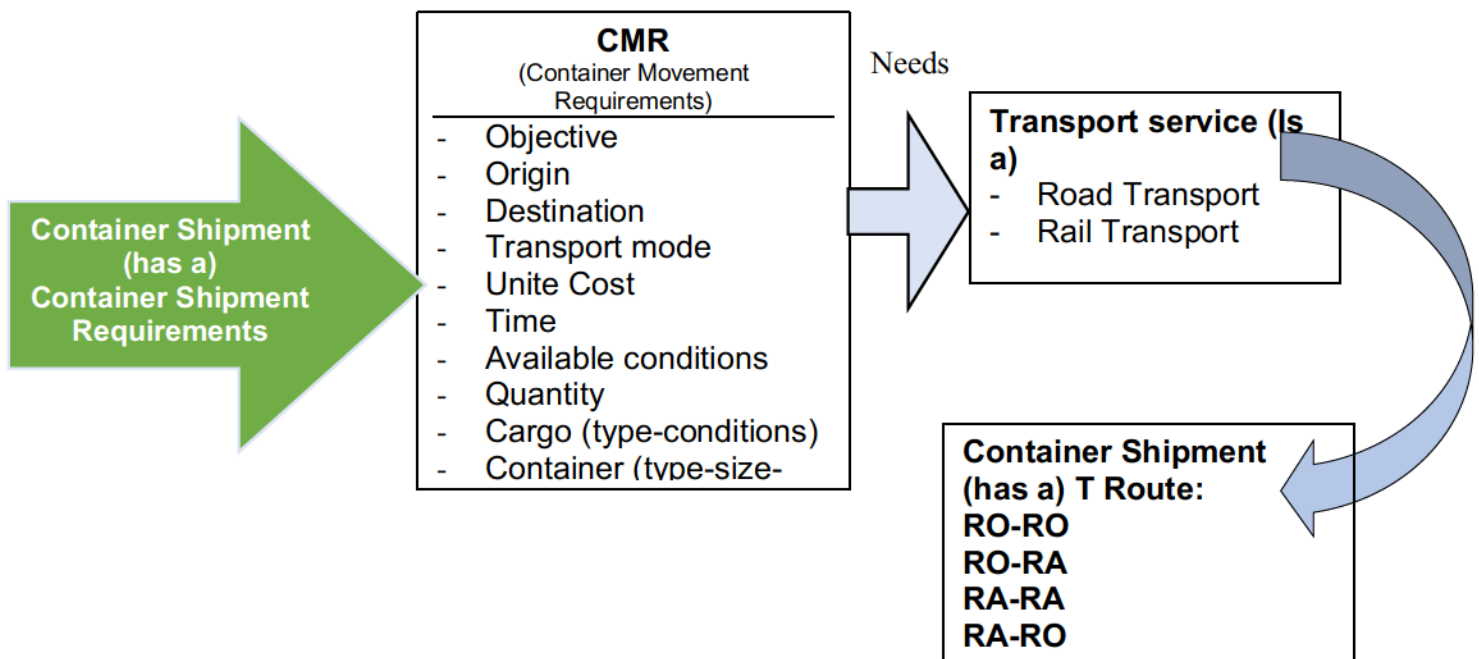 Container Shipment
(has a)
Container Shipment
Requirements
CMR
(Container Movement
Requirements)
- Objective
- Origin
- Destination
- Transport mode
- Unite Cost
- Time
- Available conditions
- Quantity
- Cargo (type-conditions)
- Container (type-size-
Needs
Transport service (Is
a)
- Road Transport
- Rail Transport
Container Shipment
(has a) T Route:
RO-RO
RO-RA
RA-RA
RA-RO